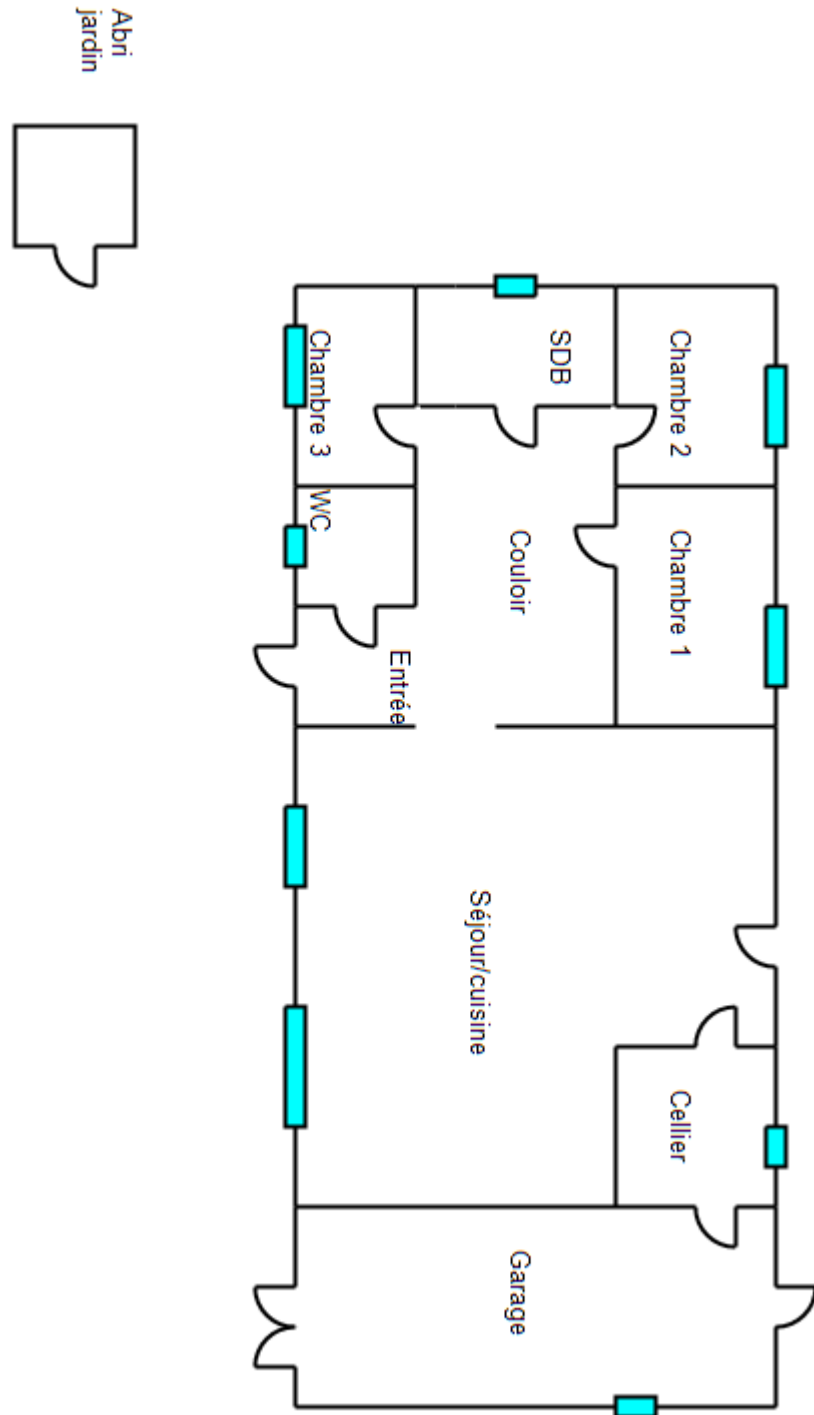 Abri
jardin
Chambre 3
SDB
Chambre 2
WC
Couloir
Chambre 1
Entrée
Séjour/cuisine
Cellier
Garage